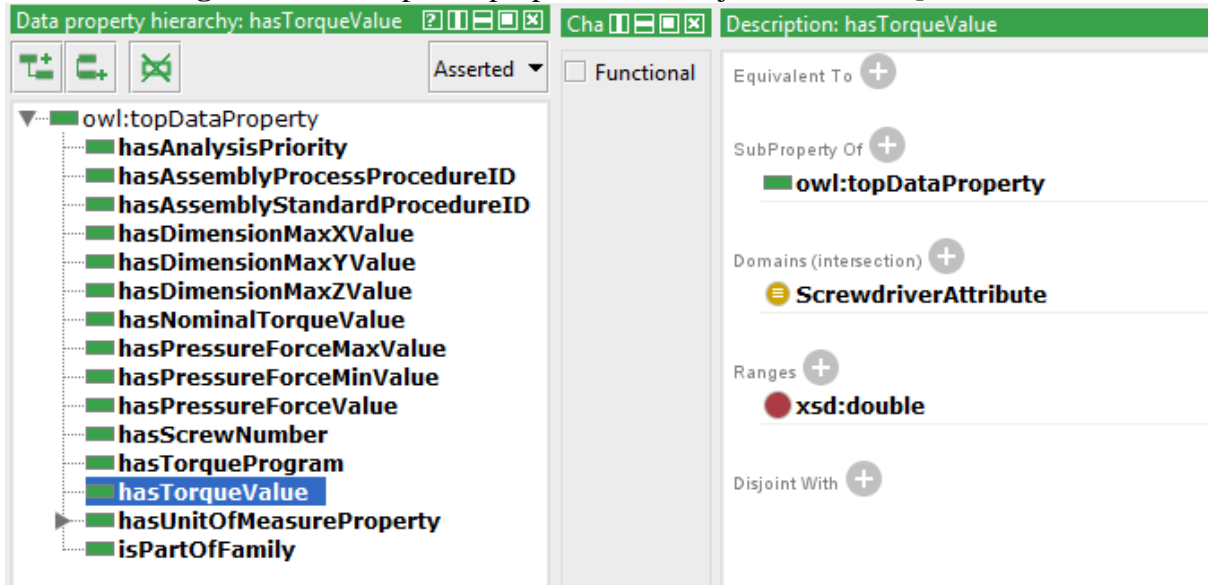 Data property hierarchy: hasTorqueValue
Asserted
owl:topDataProperty
hasAnalysisPriority
hasAssemblyProcessProcedureID
hasAssemblyStandardProcedureID
hasDimensionMaxXValue
hasDimensionMaxYValue
hasDimensionMaxZValue
hasNominalTorqueValue
hasPressureForceMaxValue
hasPressureForceMinValue
hasPressureForceValue
hasScrewNumber
hasTorqueProgram
hasTorqueValue
hasUnitOfMeasureProperty
isPartOfFamily
Cha
Functional
Description: hasTorqueValue
Equivalent To
SubProperty Of
owl:topDataProperty
Domains (intersection)
ScrewdriverAttribute
Ranges
xsd:double
Disjoint With